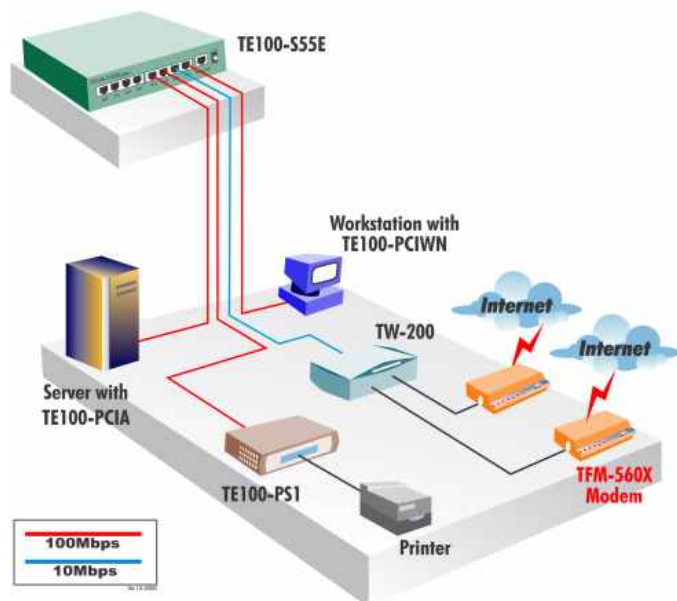 TE100-S55E
Workstation with
TE100-PCIWN
Internet
Internet
TW-200
Server with
TE100-PCIA
TE100-PS1
TFM-560X
Modem
Printer
100Mbps
10Mbps